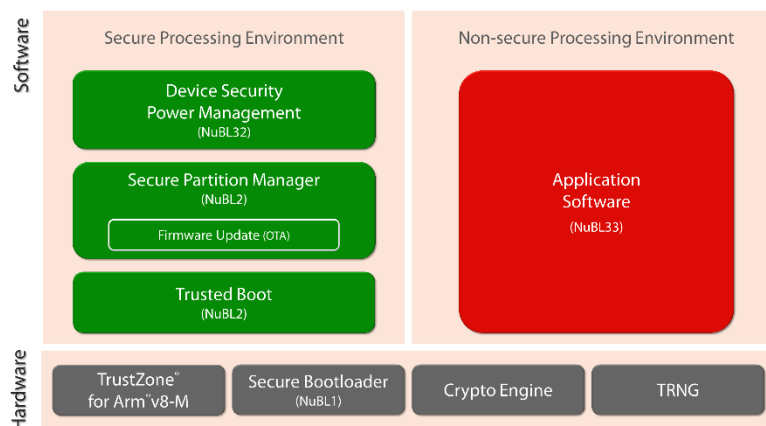 Software
Secure Processing Environment
Device Security
Power Management
(NuBL32)
Secure Partition Manager
(NuBL2)
Firmware Update (OTA)
Trusted Boot
(NuBL2)
Non-secure Processing Environment
Application
Software
(NuBL33)
Hardware
TrustZone®
for Arm®v8-M
Secure Bootloader
(NuBL1)
Crypto Engine
TRNG